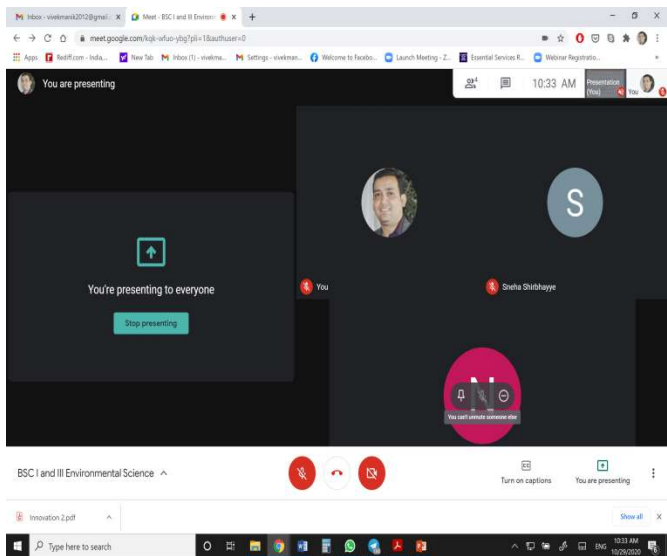 Inbox - vivekmanik2012@gmail. X
Meet - BSC I and III Environm X +
meet.google.com/kqk-wfuo-ybg?pli=1&authuser=0
Apps Rediff.com - India,... New Tab Inbox (1) - vivekma... Settings - vivekman... Welcome to Facebo... Launch Meeting - Z... Essential Services R... Webinar Registratio... »
You are presenting
4 10:33 AM Presentation (You) You
You're presenting to everyone
Stop presenting
S
You
Sneha Shirbhayye
N
You can't unmute someone else
BSC I and III Environmental Science
Turn on captions
You are presenting
Innovation 2.pdf
Show all X
Type here to search
ENG
10:33 AM
10/29/2020